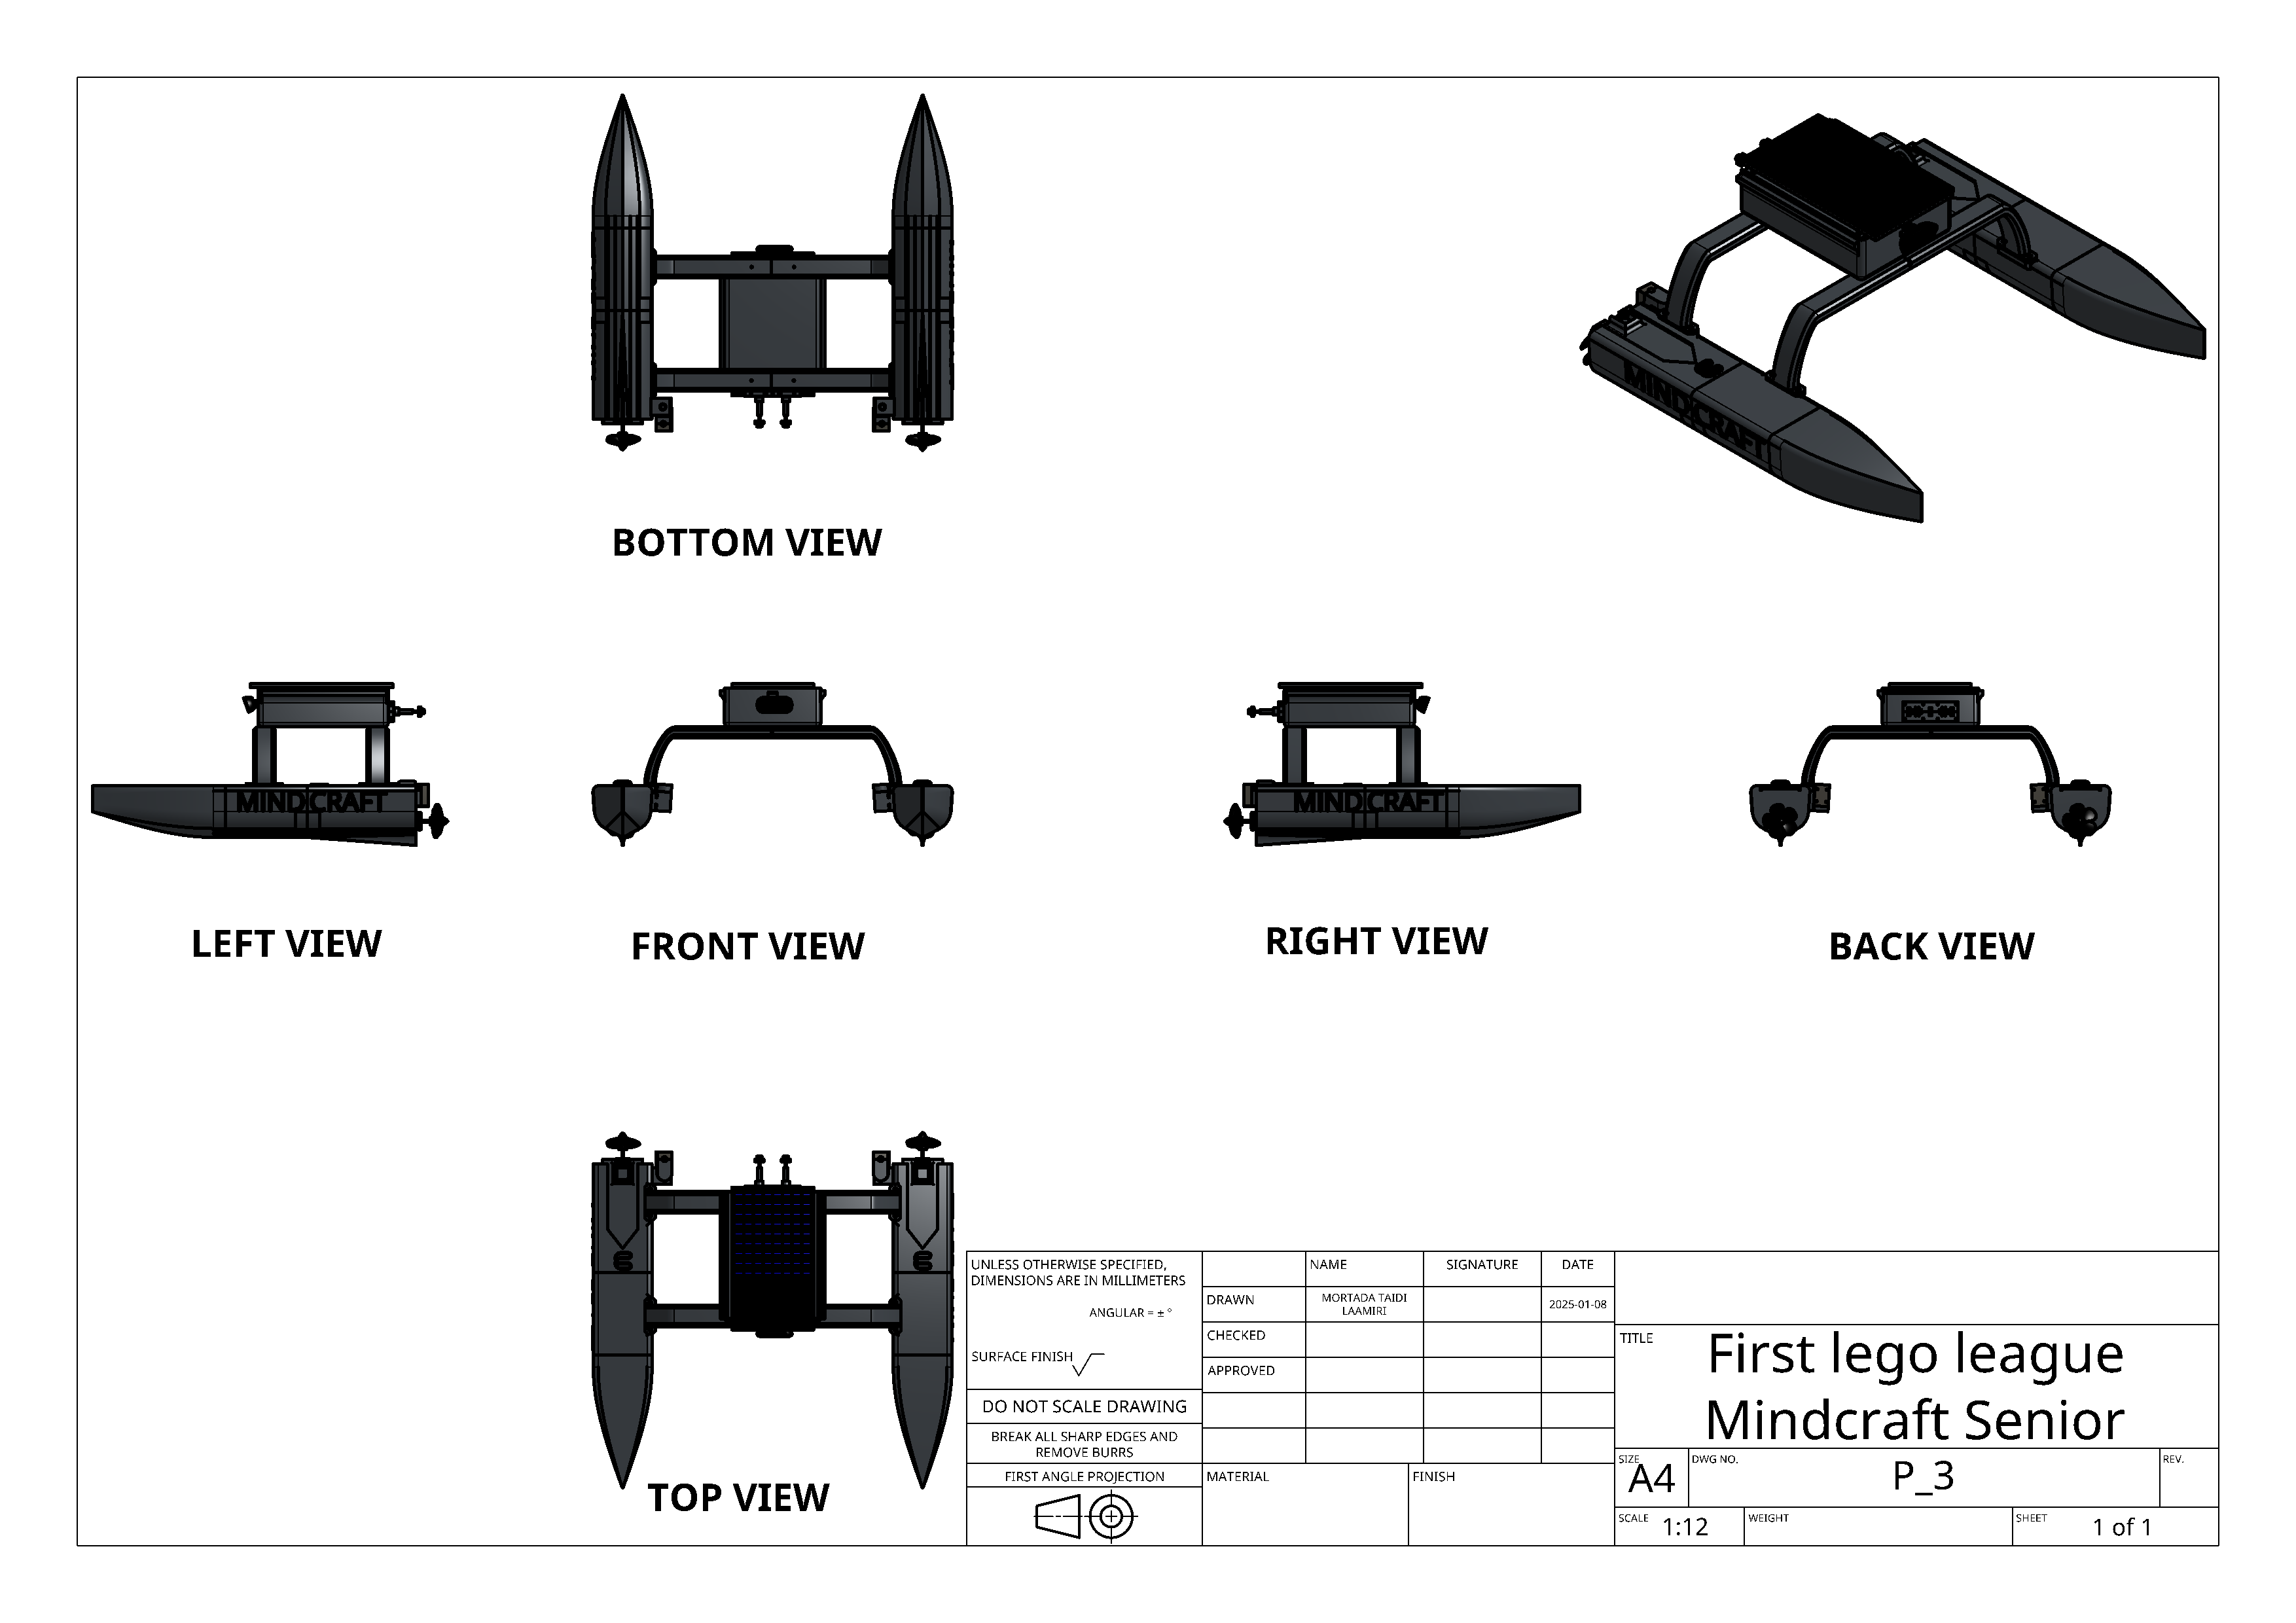 MINDCRAFT
BOTTOM VIEW
MINDCRAFT
MINDCRAFT
LEFT VIEW
FRONT VIEW
RIGHT VIEW
BACK VIEW
TOP VIEW
UNLESS OTHERWISE SPECIFIED,
DIMENSIONS ARE IN MILLIMETERS
ANGULAR = ± °
SURFACE FINISH
DO NOT SCALE DRAWING
BREAK ALL SHARP EDGES AND
REMOVE BURRS
FIRST ANGLE PROJECTION
NAME
SIGNATURE
DATE
DRAWN
MORTADA TAIDI
LAAMIRI
2025-01-08
CHECKED
APPROVED
MATERIAL
FINISH
TITLE
First lego league
Mindcraft Senior
SIZE
A4
DWG NO.
P_3
REV.
SCALE
1:12
WEIGHT
SHEET
1 of 1